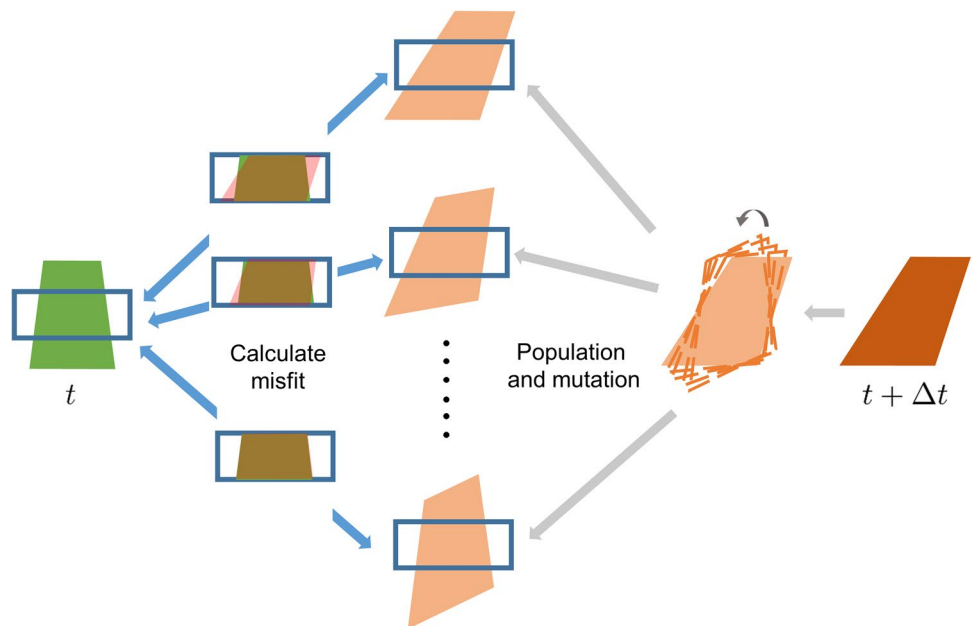 Calculate
misfit
Population
and mutation
t
t + Δt